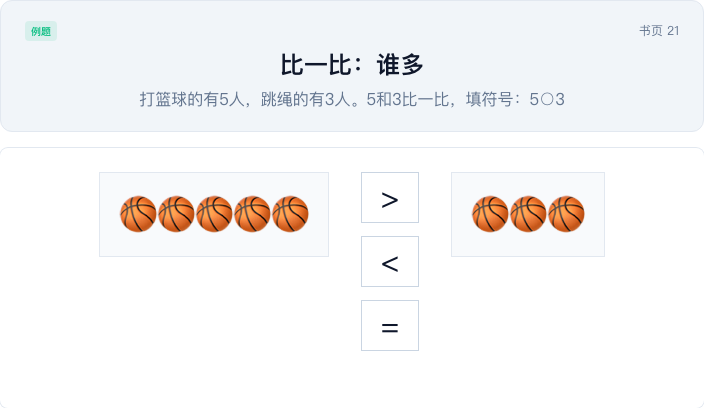 例题
书页 21
比一比：谁多
打篮球的有5人，跳绳的有3人。5和3比一比，填符号：5○3
>
<
=